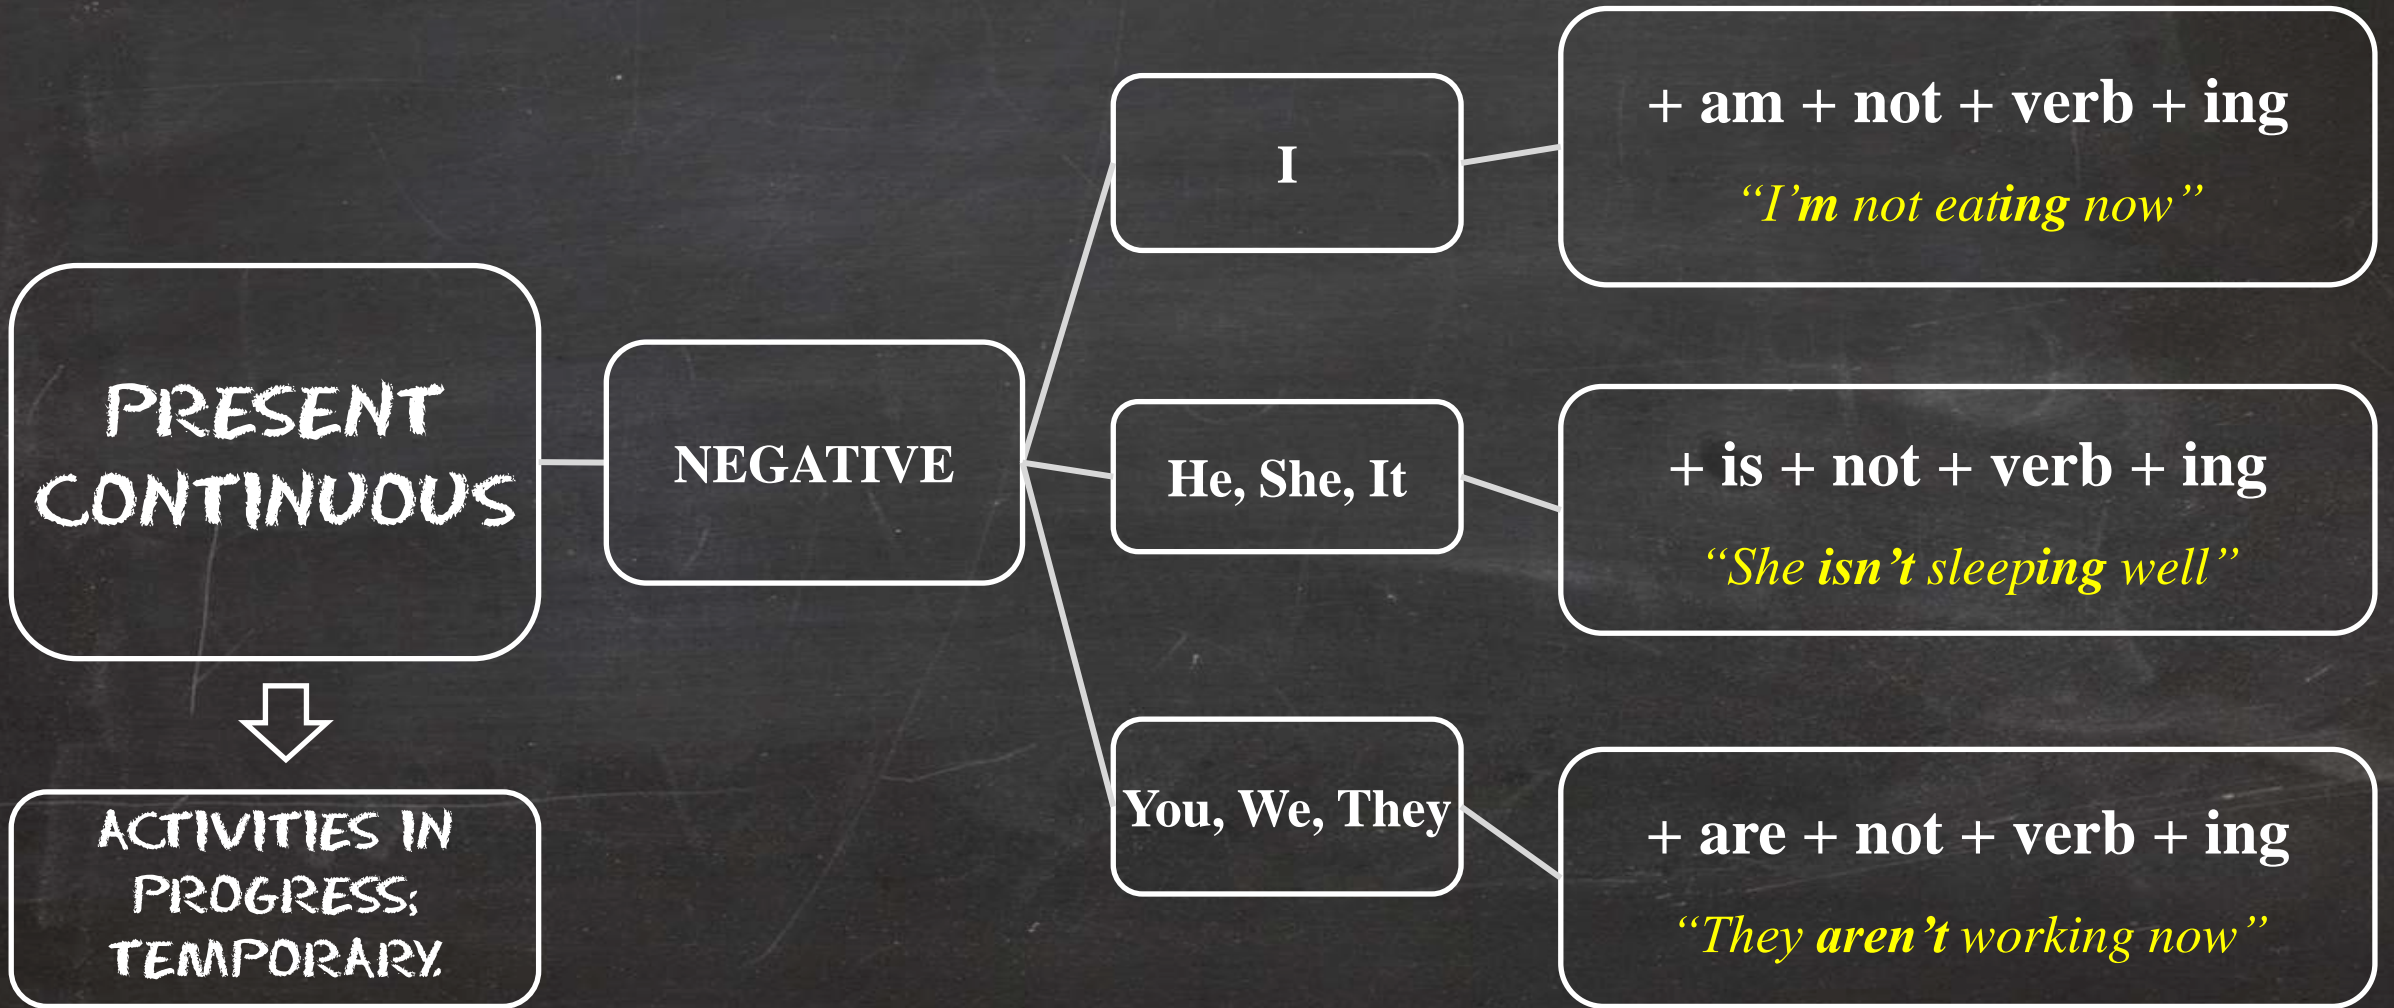 PRESENT
CONTINUOUS
ACTIVITIES IN
PROGRESS;
TEMPORARY.
NEGATIVE
I
+ am + not + verb + ing
“I’m not eating now”
He, She, It
+ is + not + verb + ing
“She isn’t sleeping well”
You, We, They
+ are + not + verb + ing
“They aren’t working now”